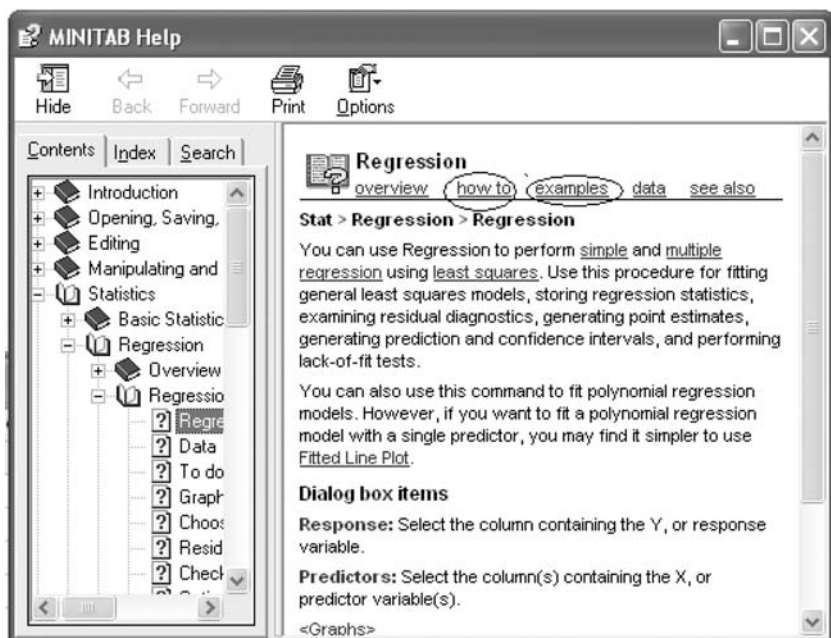 MINITAB Help
Hide Back Forward Print Options
Contents Index Search
Introduction
Opening, Saving,
Editing
Manipulating and
Statistics
Basic Statistic
Regression
Overview
Regressio
Regre
Data
To do
Graph
Choos
Resid
Check
Regression
overview how to examples data see also
Stat > Regression > Regression
You can use Regression to perform simple and multiple
regression using least squares. Use this procedure for fitting
general least squares models, storing regression statistics,
examining residual diagnostics, generating point estimates,
generating prediction and confidence intervals, and performing
lack-of-fit tests.
You can also use this command to fit polynomial regression
models. However, if you want to fit a polynomial regression
model with a single predictor, you may find it simpler to use
Fitted Line Plot.
Dialog box items
Response: Select the column containing the Y, or response
variable.
Predictors: Select the column(s) containing the X, or
predictor variable(s).
<Graphs>